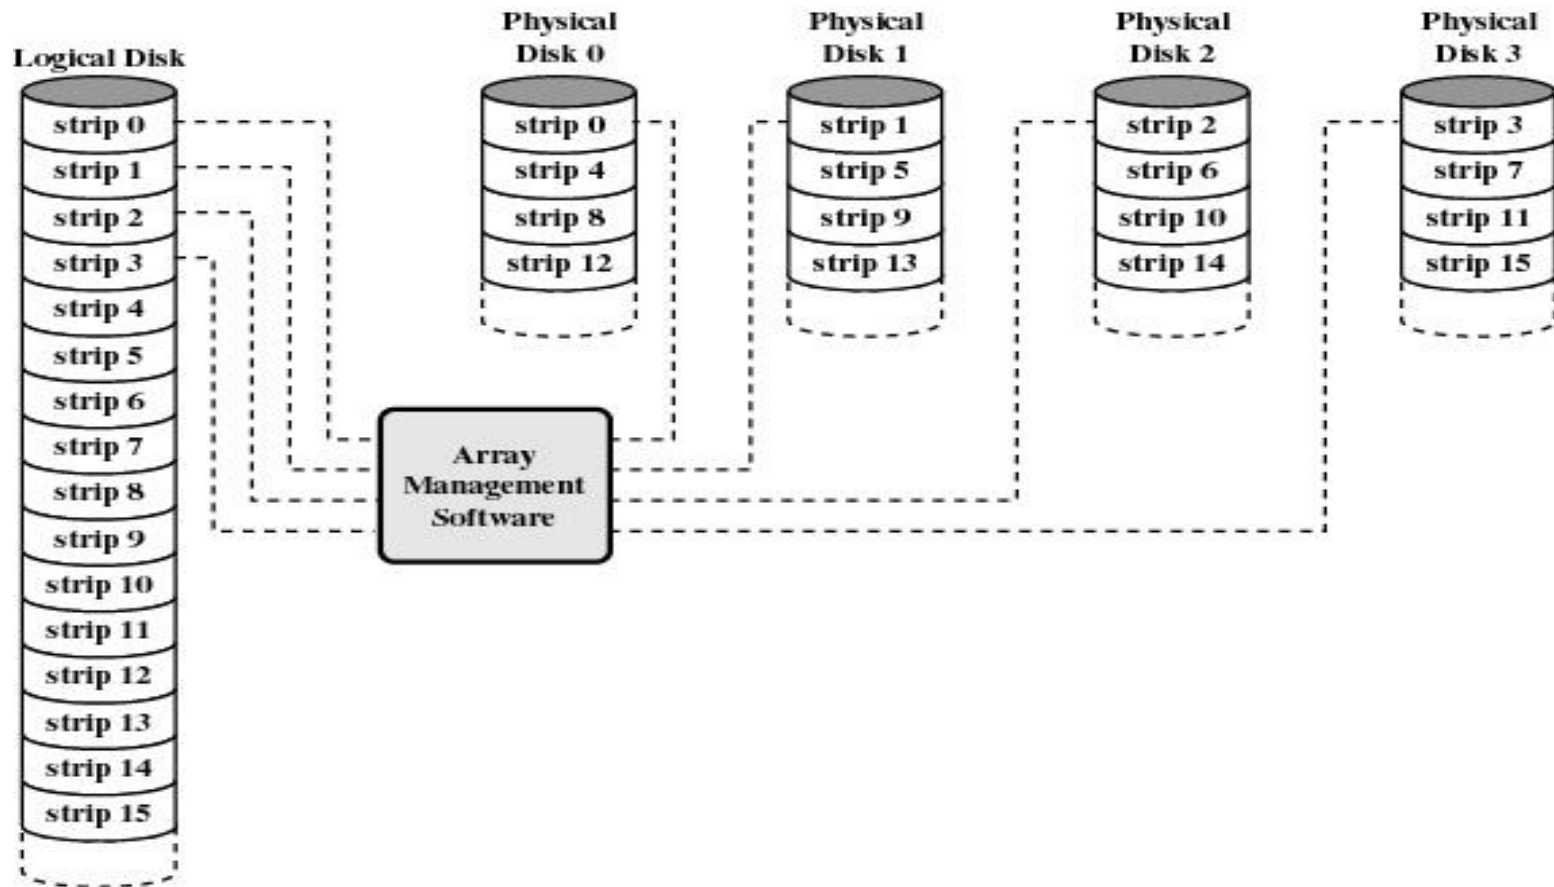 Logical Disk
strip 0
strip 1
strip 2
strip 3
strip 4
strip 5
strip 6
strip 7
strip 8
strip 9
strip 10
strip 11
strip 12
strip 13
strip 14
strip 15
Physical
Disk 0
strip 0
strip 4
strip 8
strip 12
Physical
Disk 1
strip 1
strip 5
strip 9
strip 13
Physical
Disk 2
strip 2
strip 6
strip 10
strip 14
Physical
Disk 3
strip 3
strip 7
strip 11
strip 15
Array
Management
Software